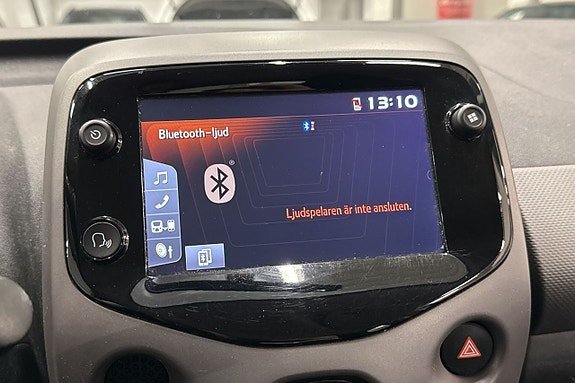 13:10
Bluetooth-ljud
Ljudspelaren är inte ansluten.